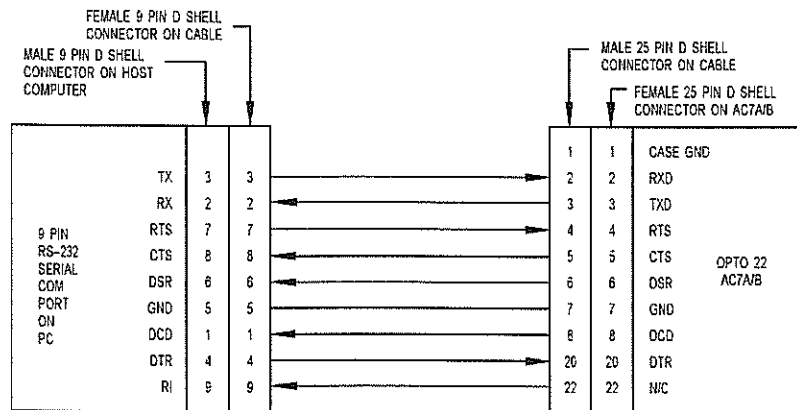 FEMALE 9 PIN D SHELL
CONNECTOR ON CABLE
MALE 9 PIN D SHELL
CONNECTOR ON HOST
COMPUTER
MALE 25 PIN D SHELL
CONNECTOR ON CABLE
FEMALE 25 PIN D SHELL
CONNECTOR ON AC7A/B
1 1 CASE GND
TX 3 3 2 2 RXD
RX 2 2 3 3 TXD
RTS 7 7 4 4 RTS
CTS 8 8 5 5 CTS
DSR 6 6 6 6 DSR
GND 5 5 7 7 GND
DCD 1 1 8 8 DCD
DTR 4 4 20 20 DTR
RI 9 9 22 22 N/C
9 PIN
RS-232
SERIAL
COM
PORT
ON
PC
OPTO 22
AC7A/B